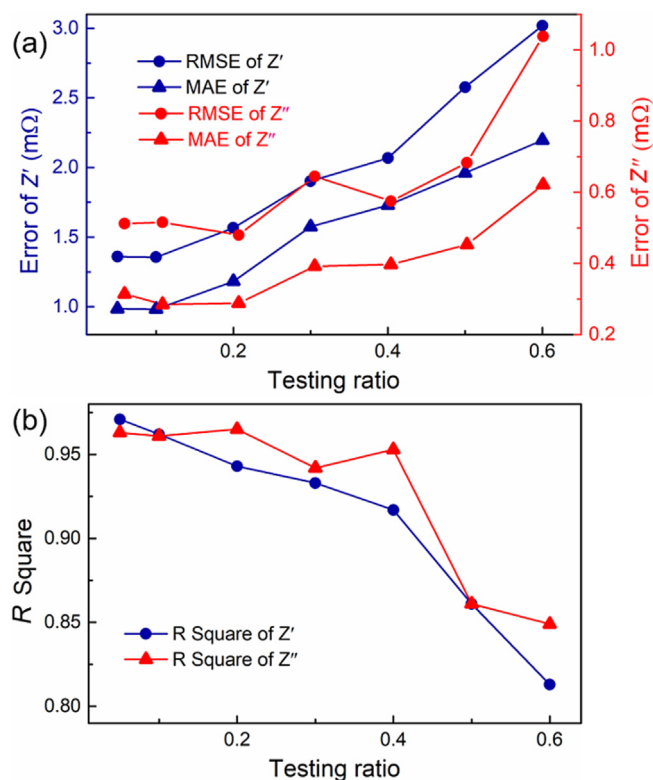 (a)
3.0
2.5
2.0
1.5
1.0
Error of Z′ (mΩ)
RMSE of Z′
MAE of Z′
RMSE of Z″
MAE of Z″
1.0
0.8
0.6
0.4
0.2
Error of Z″ (mΩ)
0.2
0.4
0.6
Testing ratio
(b)
0.95
0.90
0.85
0.80
R Square
R Square of Z′
R Square of Z″
0.2
0.4
0.6
Testing ratio